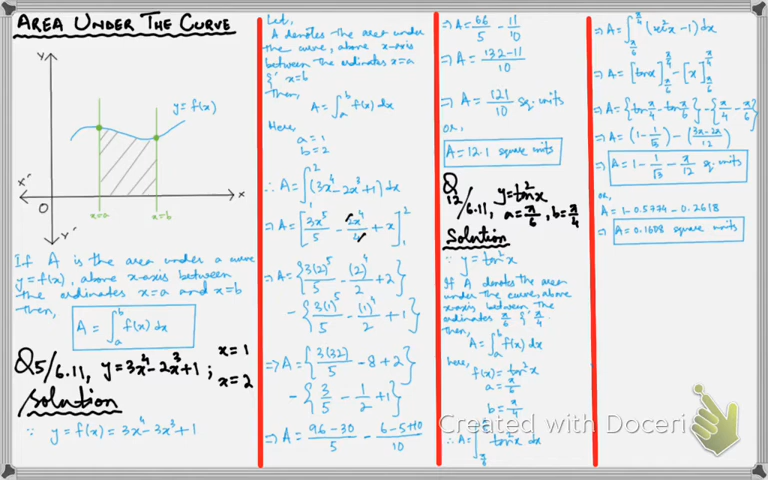 AREA UNDER THE CURVE
Y
y=f(x)
X'
O
x=a
x=b
X
Y'
If A is the area under a curve
y=f(x), above x-axis between
the ordinates x=a and x=b
Then,
A = ∫_a^b f(x) dx
Q5/6.11, y=3x⁴-2x³+1 ; x=1
x=2
Solution
∵ y=f(x) = 3x⁴-3x³+1
Let,
A denotes the area under
the curve, above x-axis
between the ordinates x=a
& x=b
Then,
A = ∫_a^b f(x) dx
Here
a=1
b=2
∴ A = ∫_1^2 (3x⁴-2x³+1) dx
⇒ A = [3x⁵/5 - 2x⁴/4 + x]_1^2
⇒ A = {3(2)⁵/5 - (2)⁴/2 + 2}
- {3(1)⁵/5 - (1)⁴/2 + 1}
⇒ A = {3(32)/5 - 8 + 2}
- {3/5 - 1/2 + 1}
⇒ A = 96-30/5 - 6-5+10/10
⇒ A = 66/5 - 11/10
⇒ A = 132-11/10
⇒ A = 121/10 sq. units
or,
A = 12.1 square units
Q12/6.11, y=tan²x
a=π/6, b=π/4
Solution
∵ y=tan²x
If A denotes the area
under the curve, above
x-axis between the
ordinates π/6 & π/4.
Then,
A = ∫_a^b f(x) dx
here,
f(x) = tan²x
a = π/6
b = π/4
∴ A = ∫_π/6 tan²x dx
⇒ A = ∫_π/6^π/4 (sec²x - 1) dx
⇒ A = [tanx]_π/6^π/4 - [x]_π/6^π/4
⇒ A = {tan π/4 - tan π/6} - {π/4 - π/6}
⇒ A = (1 - 1/√3) - (3π-2π/12)
⇒ A = 1 - 1/√3 - π/12 sq. units
or,
A = 1 - 0.5774 - 0.2618
⇒ A = 0.1608 square units
Created with Doceri